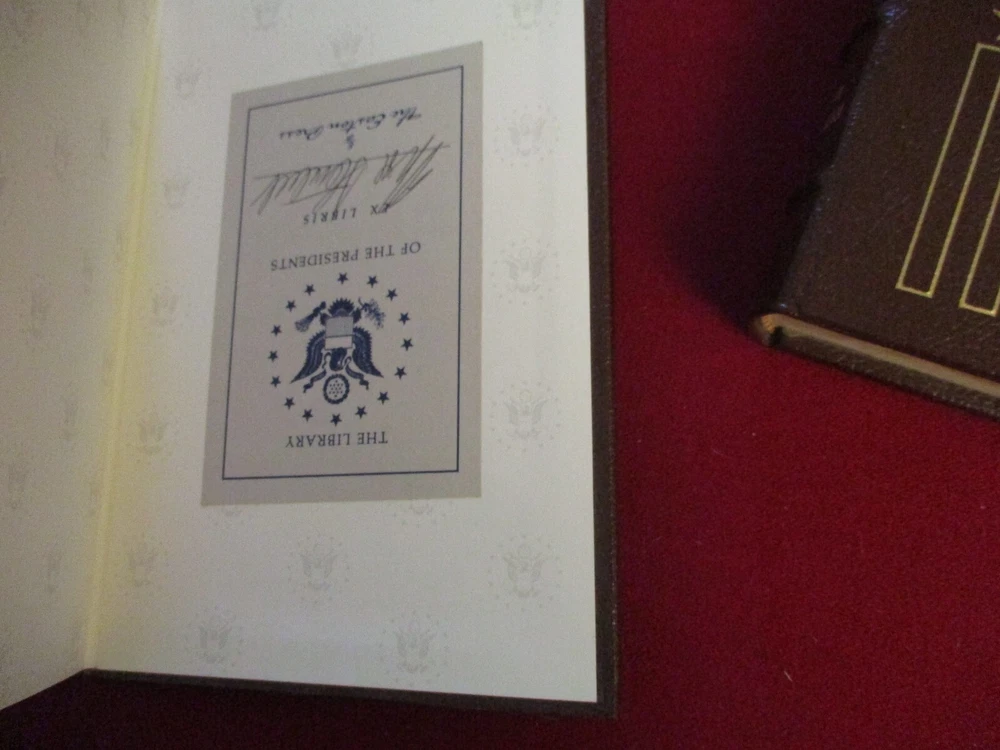 THE LIBRARY
OF THE PRESIDENTS
EX LIBRIS
&
The Easton Press